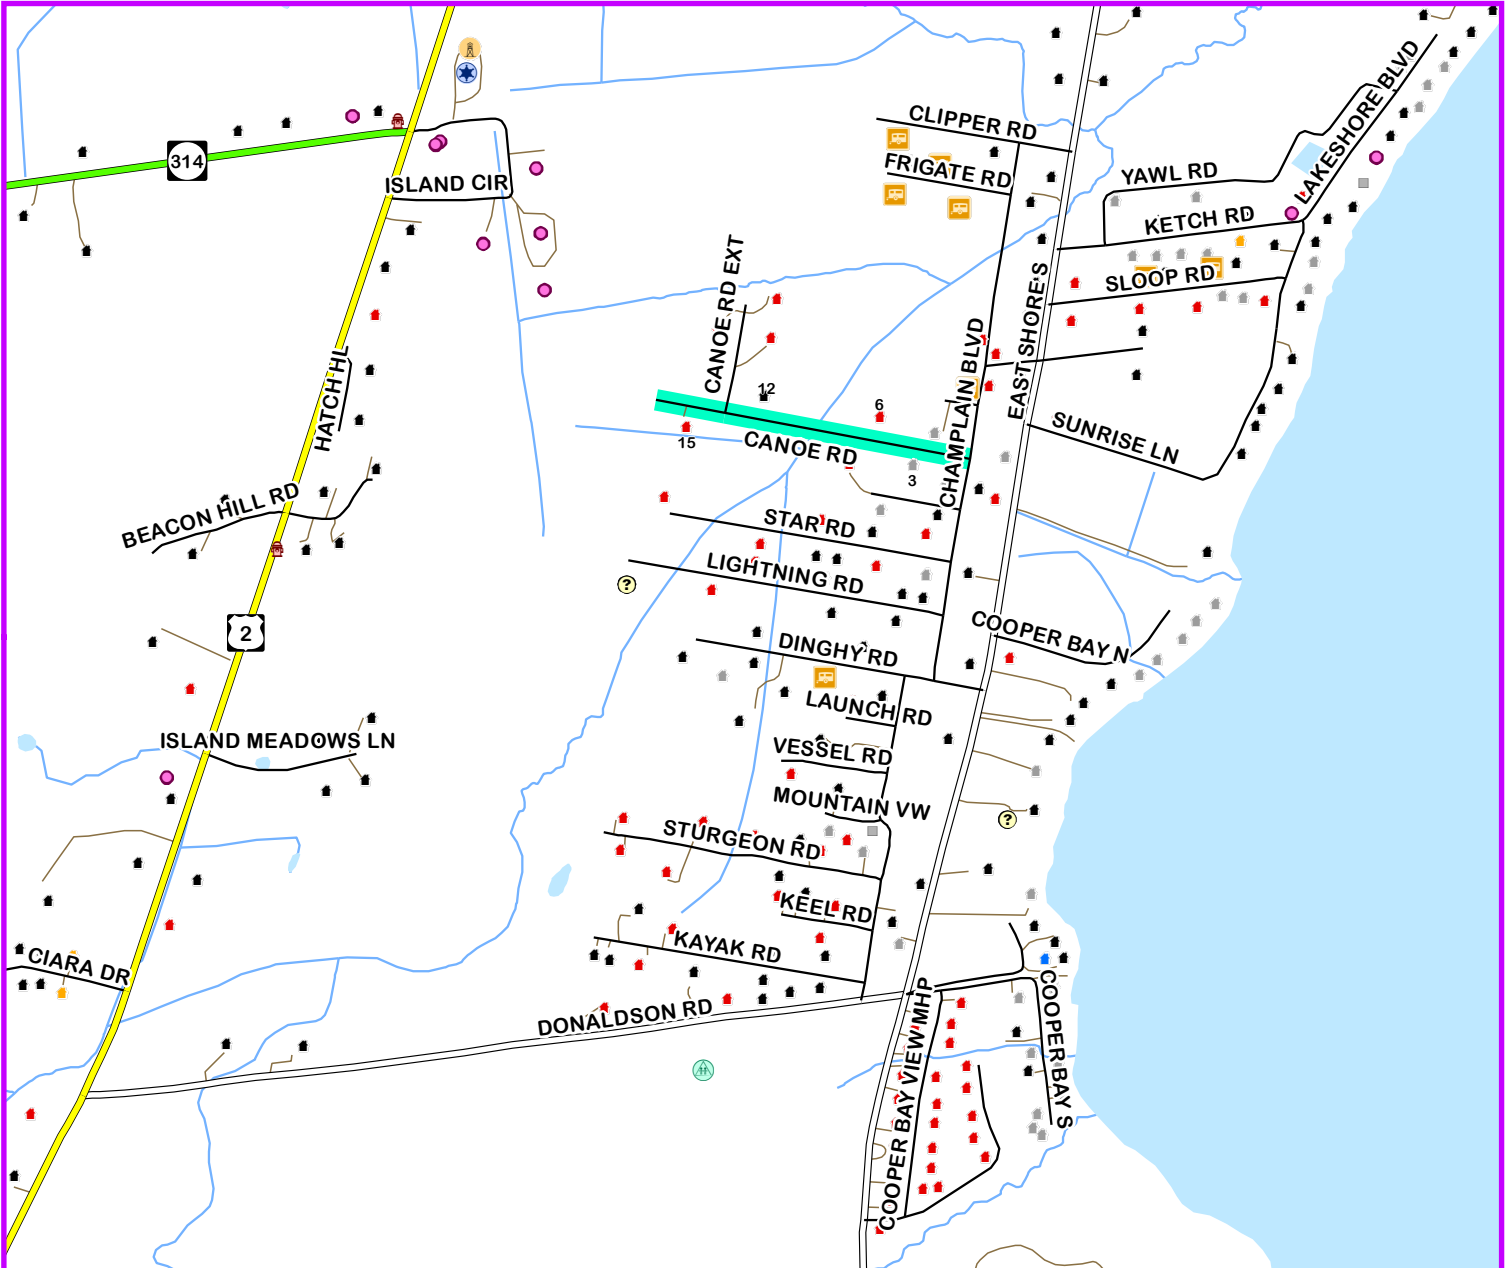 CLIPPER RD
LAKESHORE BLVD
314
FRIGATE RD
YAWL RD
ISLAND CIR
KETCH RD
CANOE RD EXT
SLOOP RD
EAST SHORE S
CHAMPLAIN BLVD
HATCH HL
12
6
15
CANOE RD
3
SUNRISE LN
BEACON HILL RD
STAR RD
LIGHTNING RD
?
2
COOPER BAY N
DINGHY RD
LAUNCH RD
ISLAND MEADOWS LN
VESSEL RD
MOUNTAIN VW
?
STURGEON RD
KEEL RD
KAYAK RD
CIARA DR
DONALDSON RD
COOPER BAY VIEW MHP
COOPER BAY S